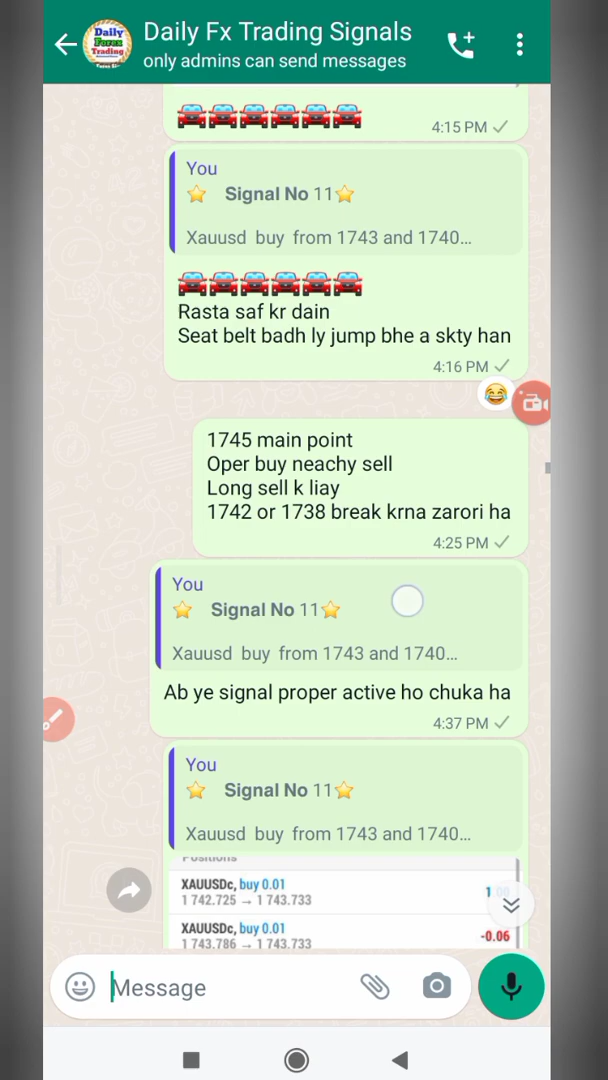 Daily Fx Trading Signals
only admins can send messages
Daily
Forex
Trading
4:15 PM
You
Signal No 11
Xauusd buy from 1743 and 1740...
Rasta saf kr dain
Seat belt badh ly jump bhe a skty han
4:16 PM
1745 main point
Oper buy neachy sell
Long sell k liay
1742 or 1738 break krna zarori ha
4:25 PM
You
Signal No 11
Xauusd buy from 1743 and 1740...
Ab ye signal proper active ho chuka ha
4:37 PM
You
Signal No 11
Xauusd buy from 1743 and 1740...
Positions
XAUUSDc, buy 0.01
1 742.725 → 1 743.733
XAUUSDc, buy 0.01
-0.06
1 743.786 → 1 743.733
Message